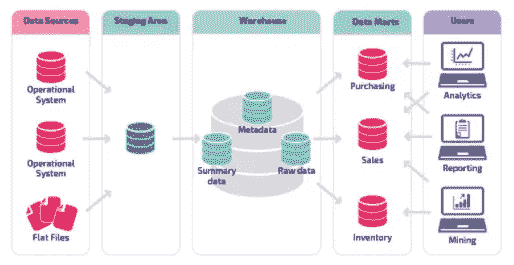 Data Sources
Staging Area
Warehouse
Data Marts
Users
Operational
System
Operational
System
Flat Files
Metadata
Summary
data
Raw data
Purchasing
Sales
Inventory
Analytics
Reporting
Mining